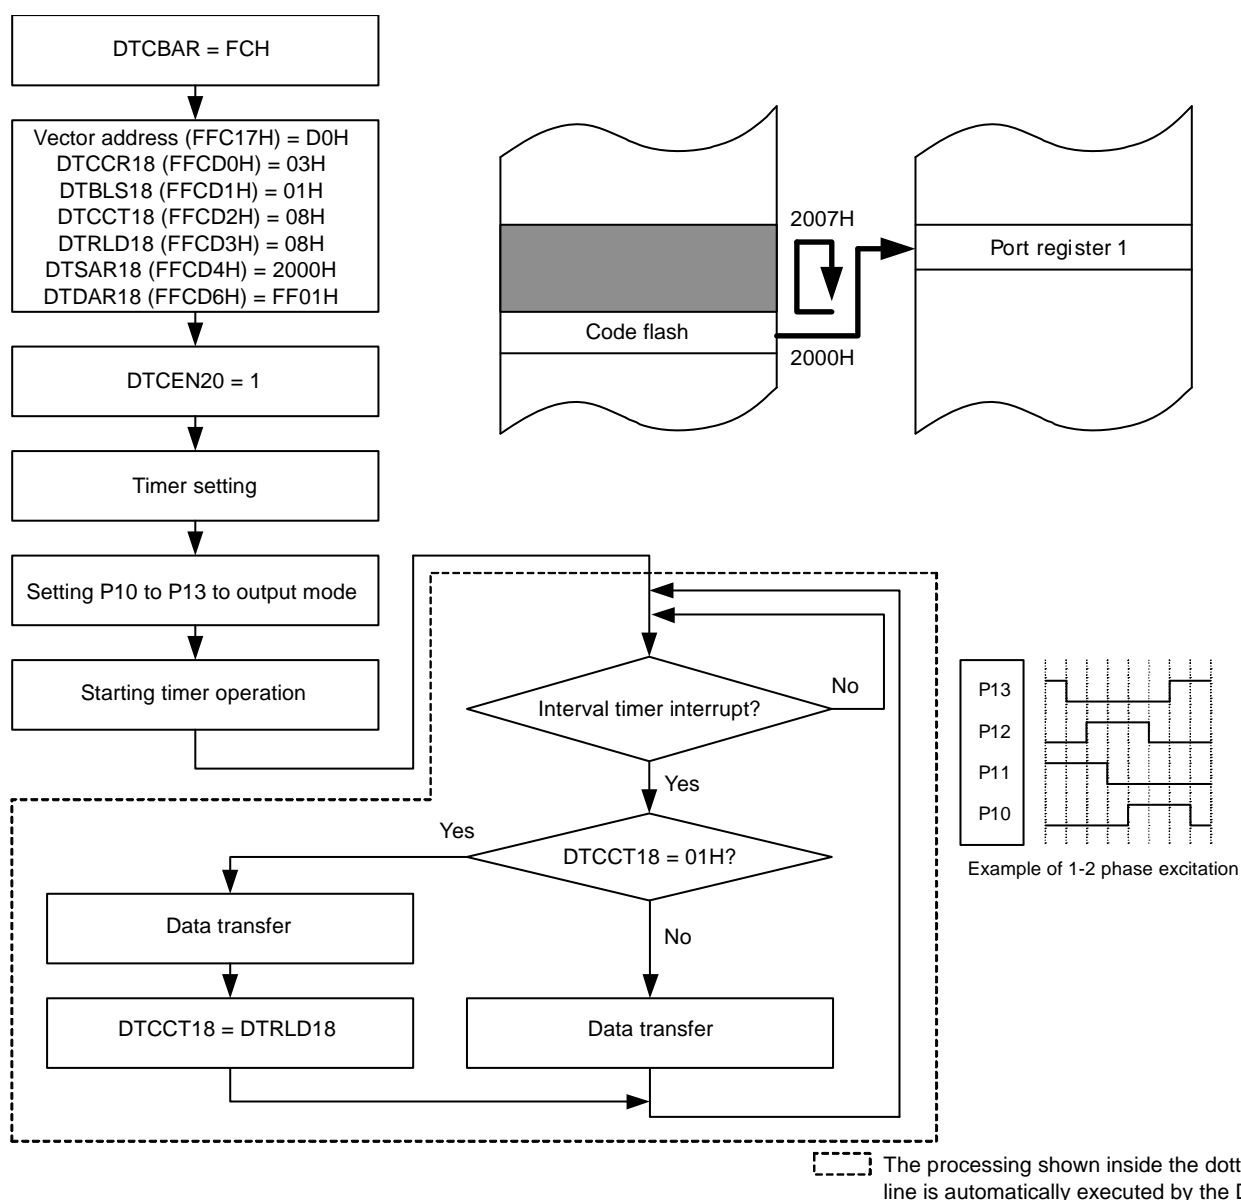 DTCBAR = FCH
Vector address (FFC17H) = D0H
DTCCR18 (FFCD0H) = 03H
DTBLS18 (FFCD1H) = 01H
DTCCT18 (FFCD2H) = 08H
DTRLD18 (FFCD3H) = 08H
DTSAR18 (FFCD4H) = 2000H
DTDAR18 (FFCD6H) = FF01H
DTCEN20 = 1
Timer setting
Setting P10 to P13 to output mode
Starting timer operation
2007H
Code flash
2000H
Port register 1
Interval timer interrupt?
No
Yes
DTCCT18 = 01H?
Yes
No
Data transfer
DTCCT18 = DTRLD18
Data transfer
P13
P12
P11
P10
Example of 1-2 phase excitation
The processing shown inside the
line is automatically executed by the